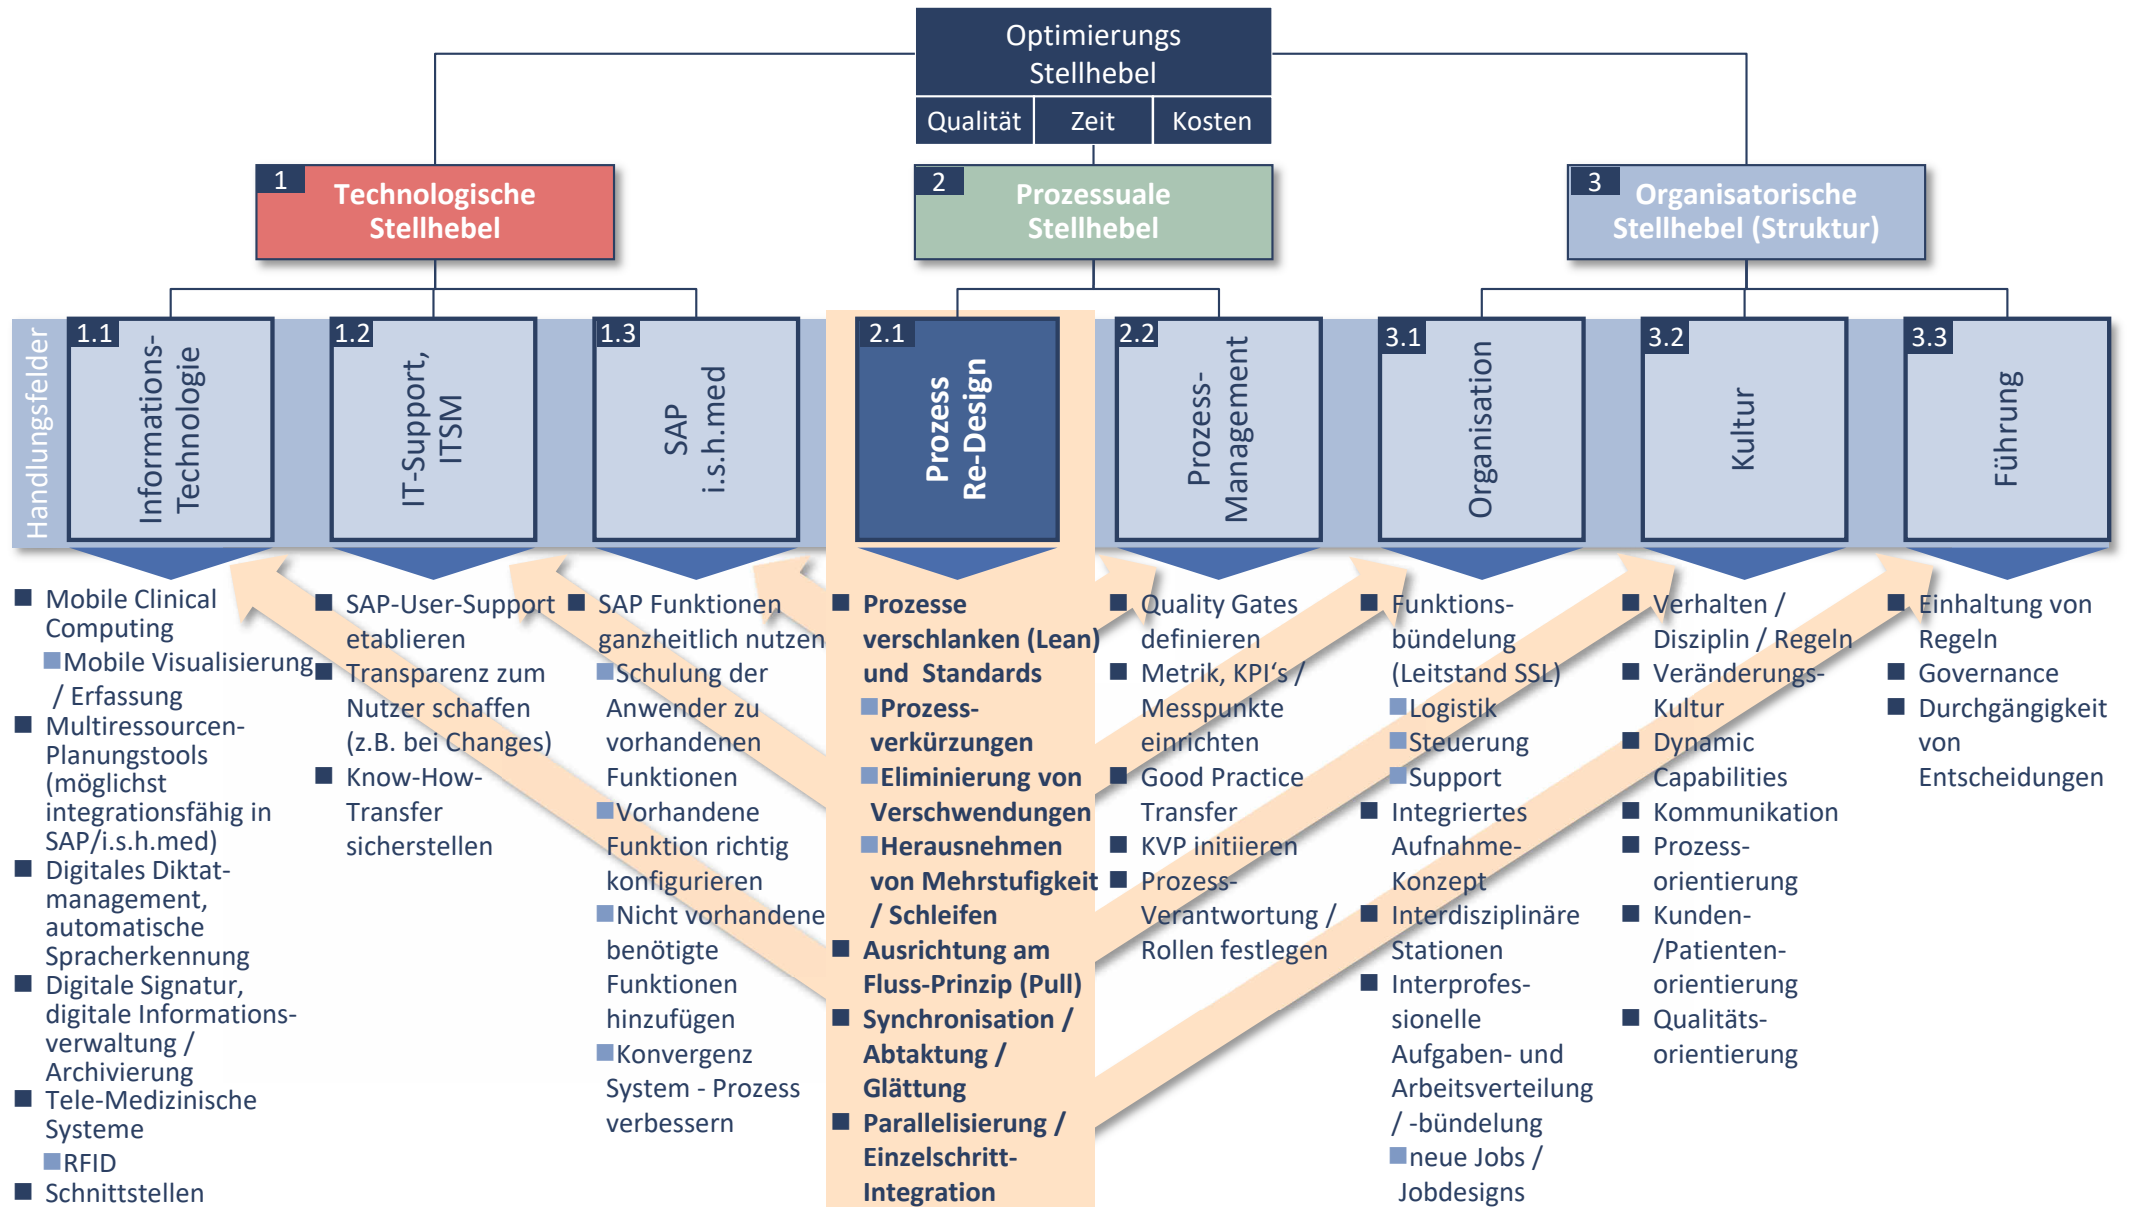 Optimierungs
Stellhebel
Qualität
Zeit
Kosten
1
Technologische
Stellhebel
2
Prozessuale
Stellhebel
3
Organisatorische
Stellhebel (Struktur)
Handlungsfelder
1.1
Informations-
Technologie
1.2
IT-Support,
ITSM
1.3
SAP
i.s.h.med
2.1
Prozess
Re-Design
2.2
Prozess-
Management
3.1
Organisation
3.2
Kultur
3.3
Führung
Mobile Clinical
Computing
Mobile Visualisierung
/ Erfassung
Multiressourcen-
Planungstools
(möglichst
integrationsfähig in
SAP/i.s.h.med)
Digitales Diktat-
management,
automatische
Spracherkennung
Digitale Signatur,
digitale Informations-
verwaltung /
Archivierung
Tele-Medizinische
Systeme
RFID
Schnittstellen
SAP-User-Support
etablieren
Transparenz zum
Nutzer schaffen
(z.B. bei Changes)
Know-How-
Transfer
sicherstellen
SAP Funktionen
ganzheitlich nutzen
Schulung der
Anwender zu
vorhandenen
Funktionen
Vorhandene
Funktion richtig
konfigurieren
Nicht vorhandene
benötigte
Funktionen
hinzufügen
Konvergenz
System - Prozess
verbessern
Prozesse
verschlanken (Lean)
und Standards
Prozess-
verkürzungen
Eliminierung von
Verschwendungen
Herausnehmen
von Mehrstufigkeit
/ Schleifen
Ausrichtung am
Fluss-Prinzip (Pull)
Synchronisation /
Abtaktung /
Glättung
Parallelisierung /
Einzelschritt-
Integration
Quality Gates
definieren
Metrik, KPI‘s /
Messpunkte
einrichten
Good Practice
Transfer
KVP initiieren
Prozess-
Verantwortung /
Rollen festlegen
Funktions-
bündelung
(Leitstand SSL)
Logistik
Steuerung
Support
Integriertes
Aufnahme-
Konzept
Interdisziplinäre
Stationen
Interprofes-
sionelle
Aufgaben- und
Arbeitsverteilung
/ -bündelung
neue Jobs /
Jobdesigns
Verhalten /
Disziplin / Regeln
Veränderungs-
Kultur
Dynamic
Capabilities
Kommunikation
Prozess-
orientierung
Kunden-
/Patienten-
orientierung
Qualitäts-
orientierung
Einhaltung von
Regeln
Governance
Durchgängigkeit
von
Entscheidungen